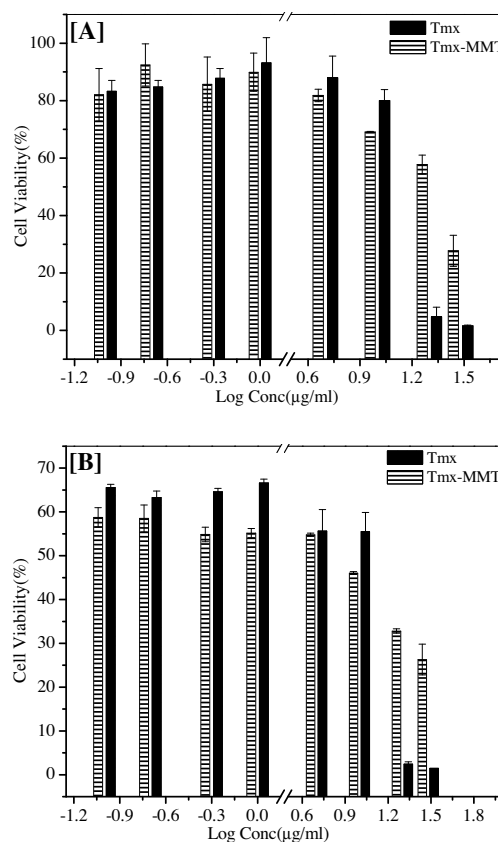 [A]
Tmx
Tmx-MMT
100
80
60
40
20
0
Cell Viability(%)
-1.2 -0.9 -0.6 -0.3 0.0 0.6 0.9 1.2 1.5
Log Conc(µg/ml)
[B]
Tmx
Tmx-MMT
70
60
50
40
30
20
10
0
Cell Viability(%)
-1.2 -0.9 -0.6 -0.3 0.0 0.6 0.9 1.2 1.5 1.8
Log Conc(µg/ml)